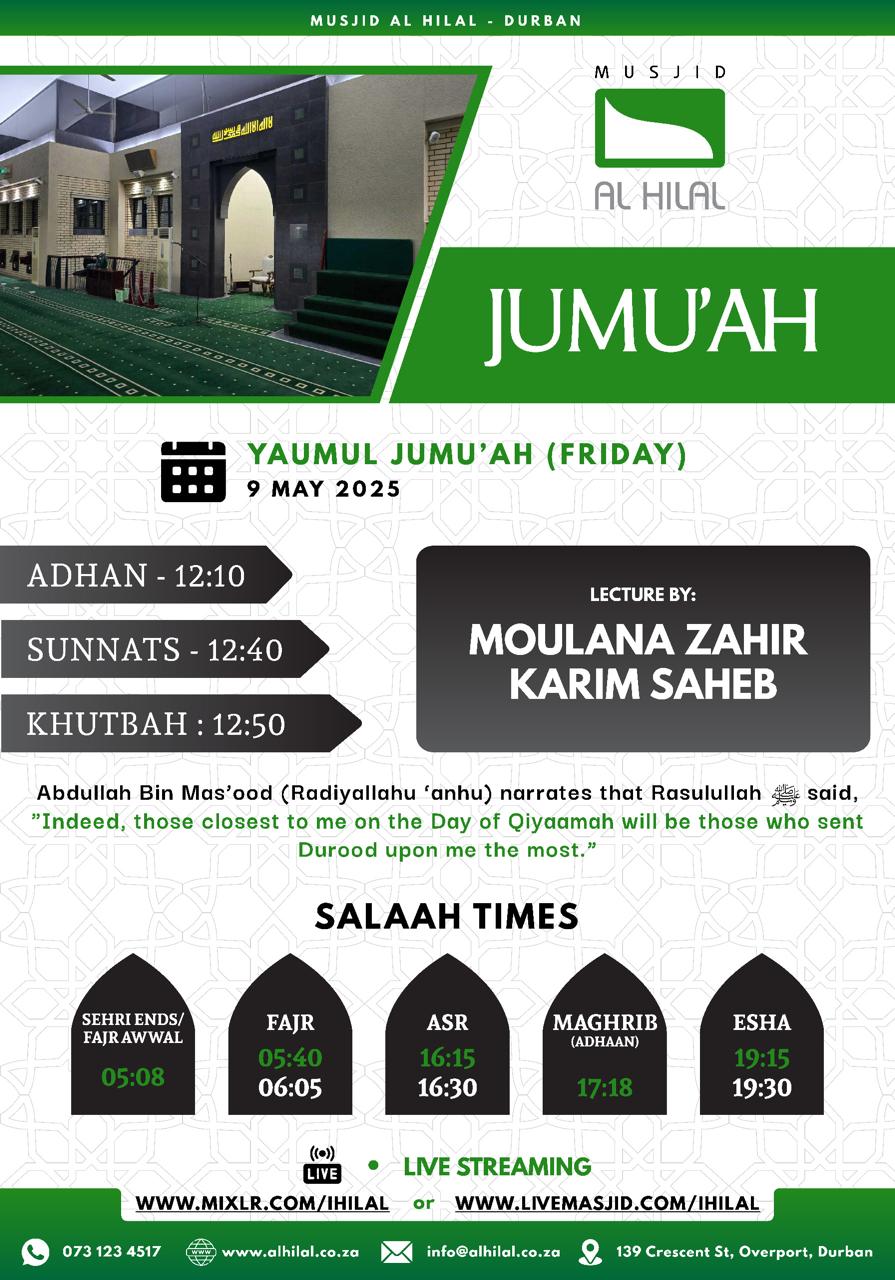 MUSJID AL HILAL - DURBAN
MUSJID
AL HILAL
JUMU’AH
YAUMUL JUMU’AH (FRIDAY)
9 MAY 2025
ADHAN - 12:10
SUNNATS - 12:40
KHUTBAH : 12:50
LECTURE BY:
MOULANA ZAHIR
KARIM SAHEB
Abdullah Bin Mas’ood (Radiyallahu ‘anhu) narrates that Rasulullah ﷺ said,
”Indeed, those closest to me on the Day of Qiyaamah will be those who sent
Durood upon me the most.”
SALAAH TIMES
SEHRI ENDS/
FAJR AWWAL
05:08
FAJR
05:40
06:05
ASR
16:15
16:30
MAGHRIB
(ADHAAN)
17:18
ESHA
19:15
19:30
LIVE • LIVE STREAMING
WWW.MIXLR.COM/IHILAL or WWW.LIVEMASJID.COM/IHILAL
073 123 4517 www www.alhilal.co.za info@alhilal.co.za 139 Crescent St, Overport, Durban